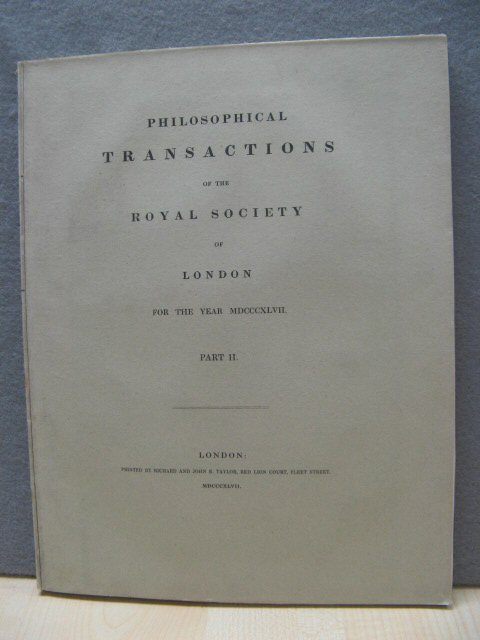 PHILOSOPHICAL
TRANSACTIONS
OF THE
ROYAL SOCIETY
OF
LONDON
FOR THE YEAR MDCCCXLVII.
PART II.
LONDON:
PRINTED BY RICHARD AND JOHN E. TAYLOR, RED LION COURT, FLEET STREET.
MDCCCXLVII.